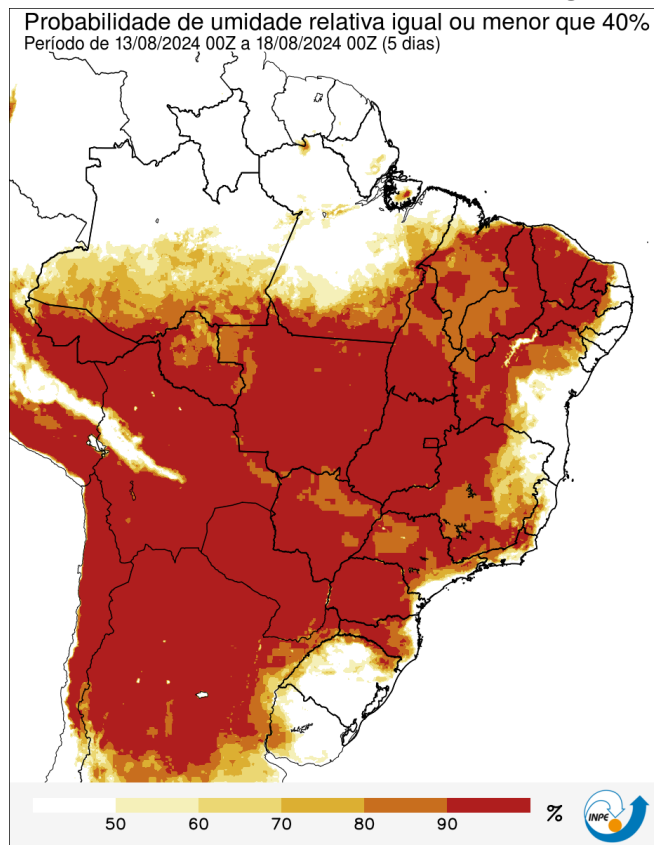 Probabilidade de umidade relativa igual ou menor que 40%
Período de 13/08/2024 00Z a 18/08/2024 00Z (5 dias)
50 60 70 80 90 %
INPE